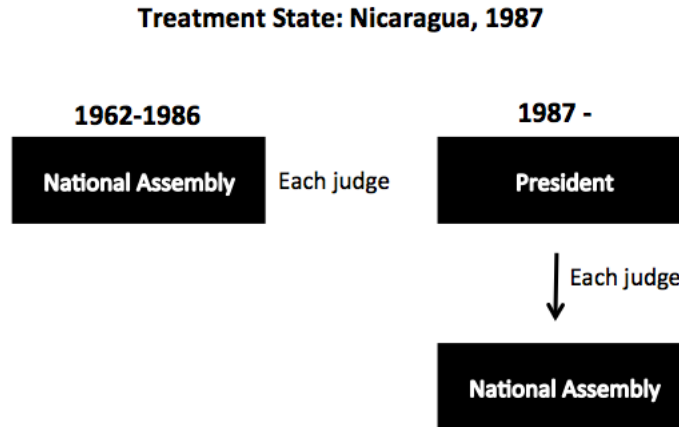 Treatment State: Nicaragua, 1987
1962-1986
National Assembly
Each judge
1987 -
President
Each judge
National Assembly